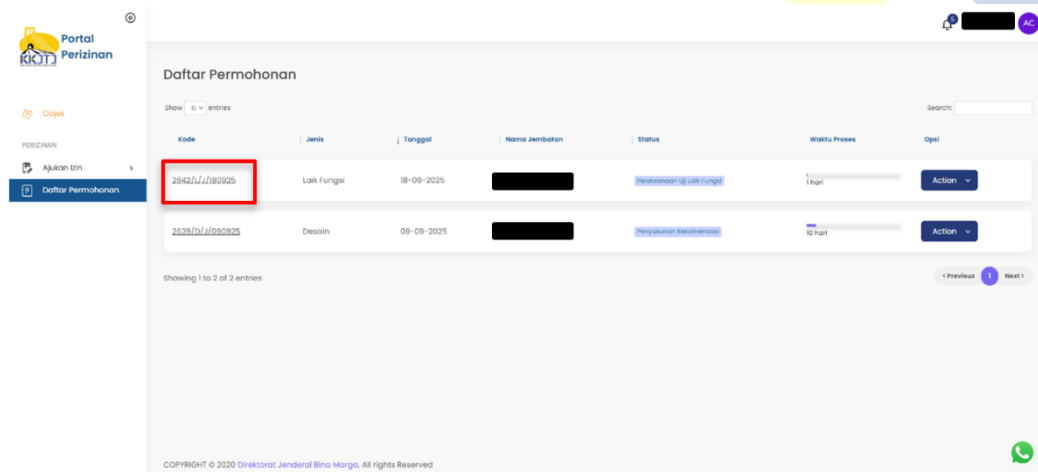 Portal
Perizinan
KKJTJ
5
AC
Daftar Permohonan
Show 10 entries
Search:
Objek
PERIZINAN
Ajukan Izin
Daftar Permohonan
Kode Jenis Tanggal Nama Jembatan Status Waktu Proses Opsi
2642/L/J/180925 Laik Fungsi 18-09-2025 Pelaksanaan Uji Laik Fungsi 1 hari Action
2639/D/J/090925 Desain 09-09-2025 Penyusunan Rekomendasi 10 hari Action
Showing 1 to 2 of 2 entries
‹ Previous 1 Next ›
COPYRIGHT © 2020 Direktorat Jenderal Bina Marga, All rights Reserved